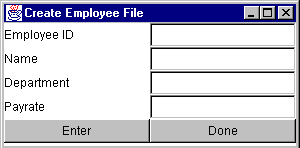 Create Employee File
Employee ID
Name
Department
Payrate
Enter Done